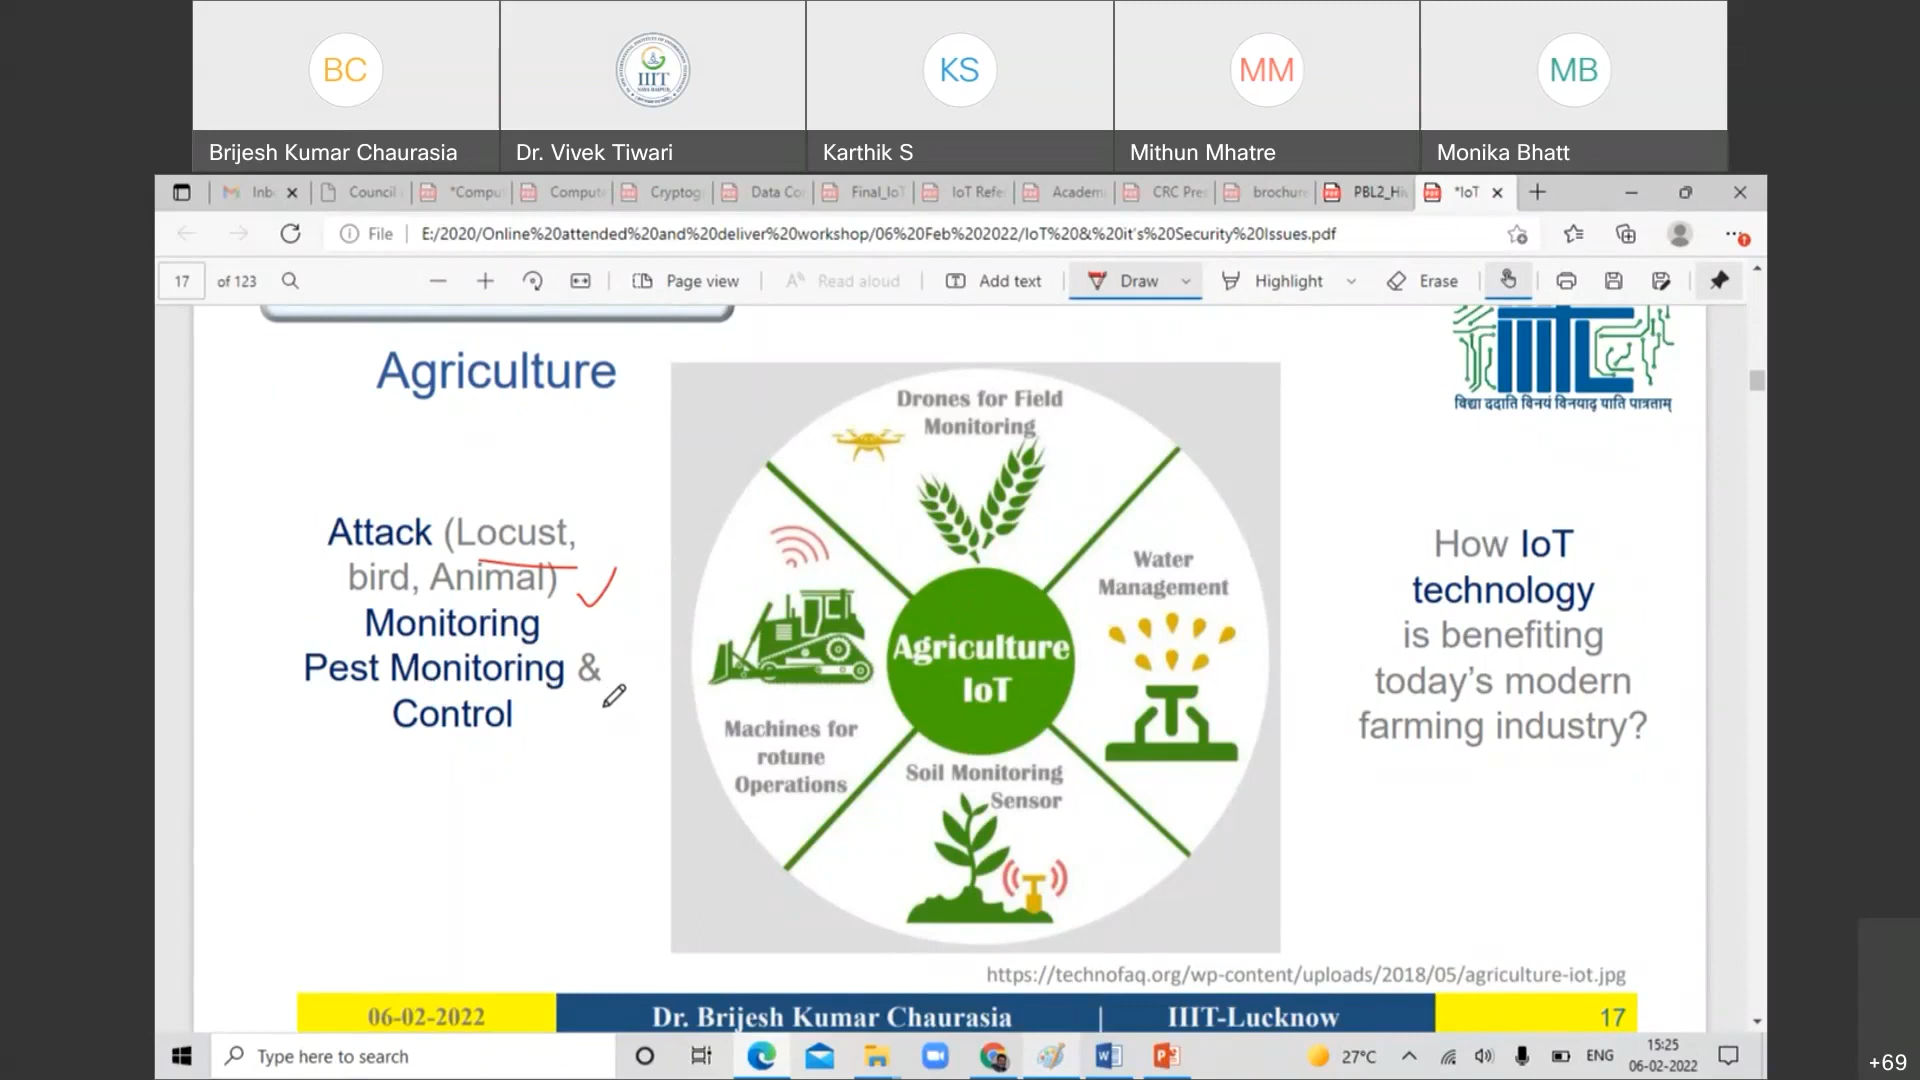 BC
IIIT
KS
MM
MB
Brijesh Kumar Chaurasia
Dr. Vivek Tiwari
Karthik S
Mithun Mhatre
Monika Bhatt
Inb
Council
*Compu
Compute
Cryptog
Data Co
Final_IoT
IoT Refe
Academ
CRC Pre
brochure
PBL2_Hi
*IoT
File
E:/2020/Online%20attended%20and%20deliver%20workshop/06%20Feb%202022/IoT%20&%20it's%20Security%20Issues.pdf
17 of 123
Page view
Read aloud
Add text
Draw
Highlight
Erase
Agriculture
विद्या ददाति विनयं विनयाद् याति पात्रताम्
Attack (Locust,
bird, Animal)
Monitoring
Pest Monitoring &
Control
Drones for Field
Monitoring
Water
Management
Agriculture
IoT
Machines for
rotune
Operations
Soil Monitoring
Sensor
How IoT
technology
is benefiting
today's modern
farming industry?
https://technofaq.org/wp-content/uploads/2018/05/agriculture-iot.jpg
06-02-2022
Dr. Brijesh Kumar Chaurasia | IIIT-Lucknow
17
Type here to search
27°C
ENG
15:25
06-02-2022
+69